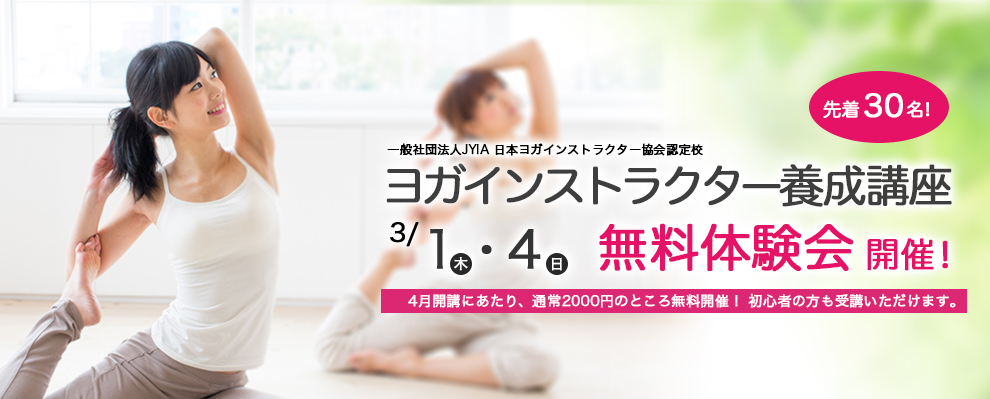 先着30名!
一般社団法人JYIA 日本ヨガインストラクター協会認定校
ヨガインストラクター養成講座
3/1木・4日 無料体験会 開催！
4月開講にあたり、通常2000円のところ無料開催！ 初心者の方も受講いただけます。